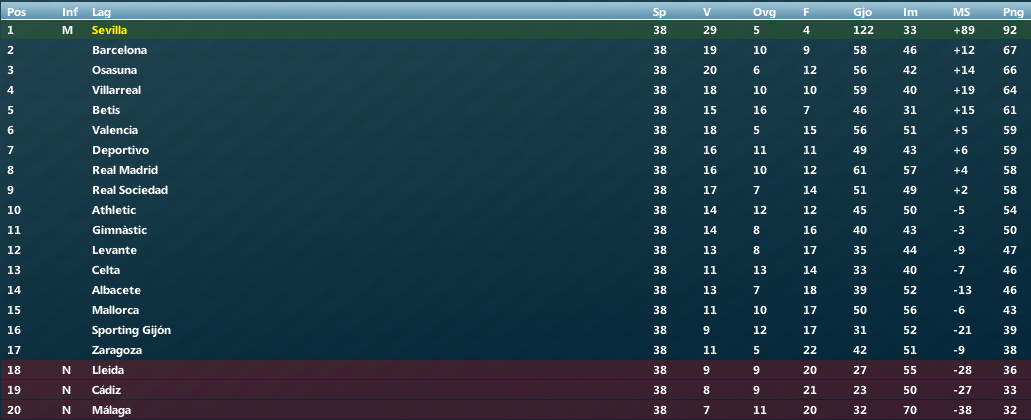 Pos Inf Lag Sp V Ovg F Gjo Im MS Png
1 M Sevilla 38 29 5 4 122 33 +89 92
2 Barcelona 38 19 10 9 58 46 +12 67
3 Osasuna 38 20 6 12 56 42 +14 66
4 Villarreal 38 18 10 10 59 40 +19 64
5 Betis 38 15 16 7 46 31 +15 61
6 Valencia 38 18 5 15 56 51 +5 59
7 Deportivo 38 16 11 11 49 43 +6 59
8 Real Madrid 38 16 10 12 61 57 +4 58
9 Real Sociedad 38 17 7 14 51 49 +2 58
10 Athletic 38 14 12 12 45 50 -5 54
11 Gimnàstic 38 14 8 16 40 43 -3 50
12 Levante 38 13 8 17 35 44 -9 47
13 Celta 38 11 13 14 33 40 -7 46
14 Albacete 38 13 7 18 39 52 -13 46
15 Mallorca 38 11 10 17 50 56 -6 43
16 Sporting Gijón 38 9 12 17 31 52 -21 39
17 Zaragoza 38 11 5 22 42 51 -9 38
18 N Lleida 38 9 9 20 27 55 -28 36
19 N Cádiz 38 8 9 21 23 50 -27 33
20 N Málaga 38 7 11 20 32 70 -38 32